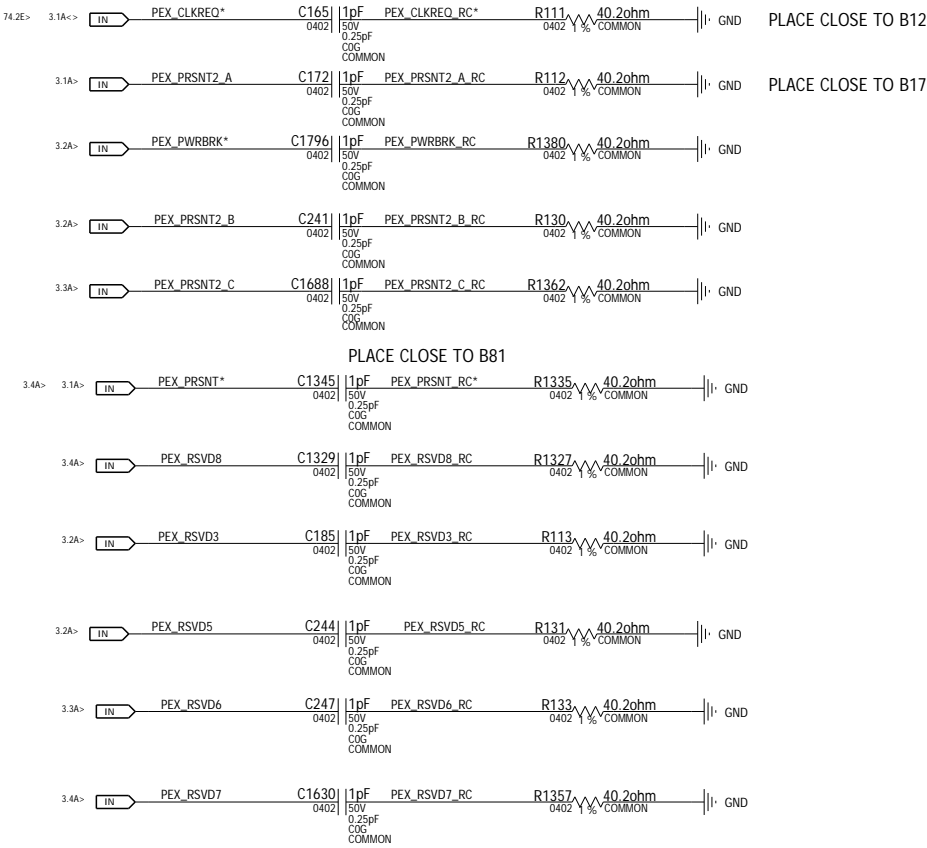 74.2E> 3.1A<> IN PEX_CLKREQ* C165 1pF PEX_CLKREQ_RC* R111 40.2ohm GND PLACE CLOSE TO B12
0402 50V 0402 1 % COMMON
0.25pF
C0G
COMMON
3.1A> IN PEX_PRSNT2_A C172 1pF PEX_PRSNT2_A_RC R112 40.2ohm GND PLACE CLOSE TO B17
0402 50V 0402 1 % COMMON
0.25pF
C0G
COMMON
3.2A> IN PEX_PWRBRK* C1796 1pF PEX_PWRBRK_RC R1380 40.2ohm GND
0402 50V 0402 1 % COMMON
0.25pF
C0G
COMMON
3.2A> IN PEX_PRSNT2_B C241 1pF PEX_PRSNT2_B_RC R130 40.2ohm GND
0402 50V 0402 1 % COMMON
0.25pF
C0G
COMMON
3.3A> IN PEX_PRSNT2_C C1688 1pF PEX_PRSNT2_C_RC R1362 40.2ohm GND
0402 50V 0402 1 % COMMON
0.25pF
C0G
COMMON
PLACE CLOSE TO B81
3.4A> 3.1A> IN PEX_PRSNT* C1345 1pF PEX_PRSNT_RC* R1335 40.2ohm GND
0402 50V 0402 1 % COMMON
0.25pF
C0G
COMMON
3.4A> IN PEX_RSVD8 C1329 1pF PEX_RSVD8_RC R1327 40.2ohm GND
0402 50V 0402 1 % COMMON
0.25pF
C0G
COMMON
3.2A> IN PEX_RSVD3 C185 1pF PEX_RSVD3_RC R113 40.2ohm GND
0402 50V 0402 1 % COMMON
0.25pF
C0G
COMMON
3.2A> IN PEX_RSVD5 C244 1pF PEX_RSVD5_RC R131 40.2ohm GND
0402 50V 0402 1 % COMMON
0.25pF
C0G
COMMON
3.3A> IN PEX_RSVD6 C247 1pF PEX_RSVD6_RC R133 40.2ohm GND
0402 50V 0402 1 % COMMON
0.25pF
C0G
COMMON
3.4A> IN PEX_RSVD7 C1630 1pF PEX_RSVD7_RC R1357 40.2ohm GND
0402 50V 0402 1 % COMMON
0.25pF
C0G
COMMON